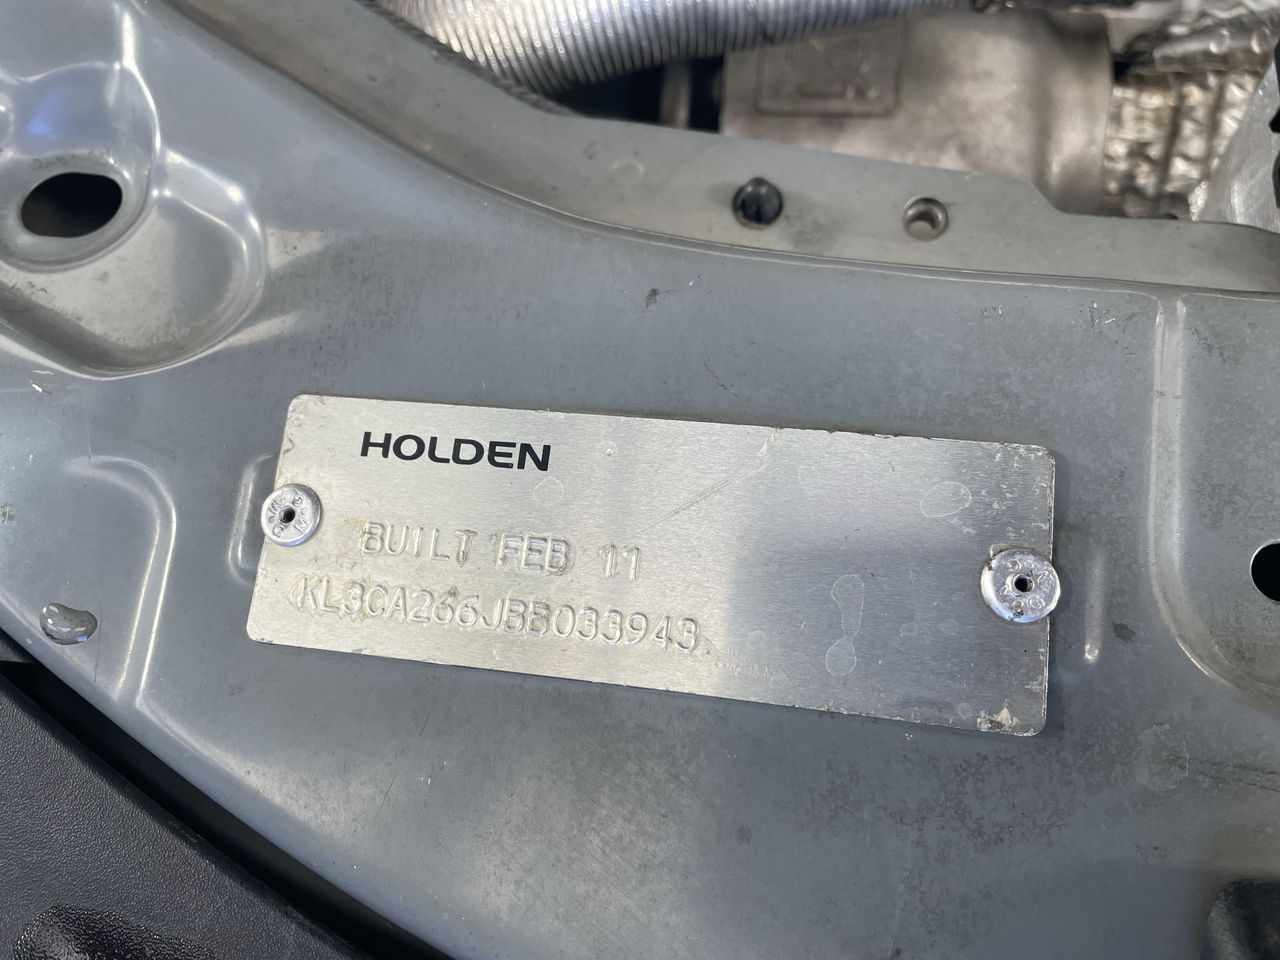 HOLDEN
BUILT FEB 11
KL3CA266JBB033943